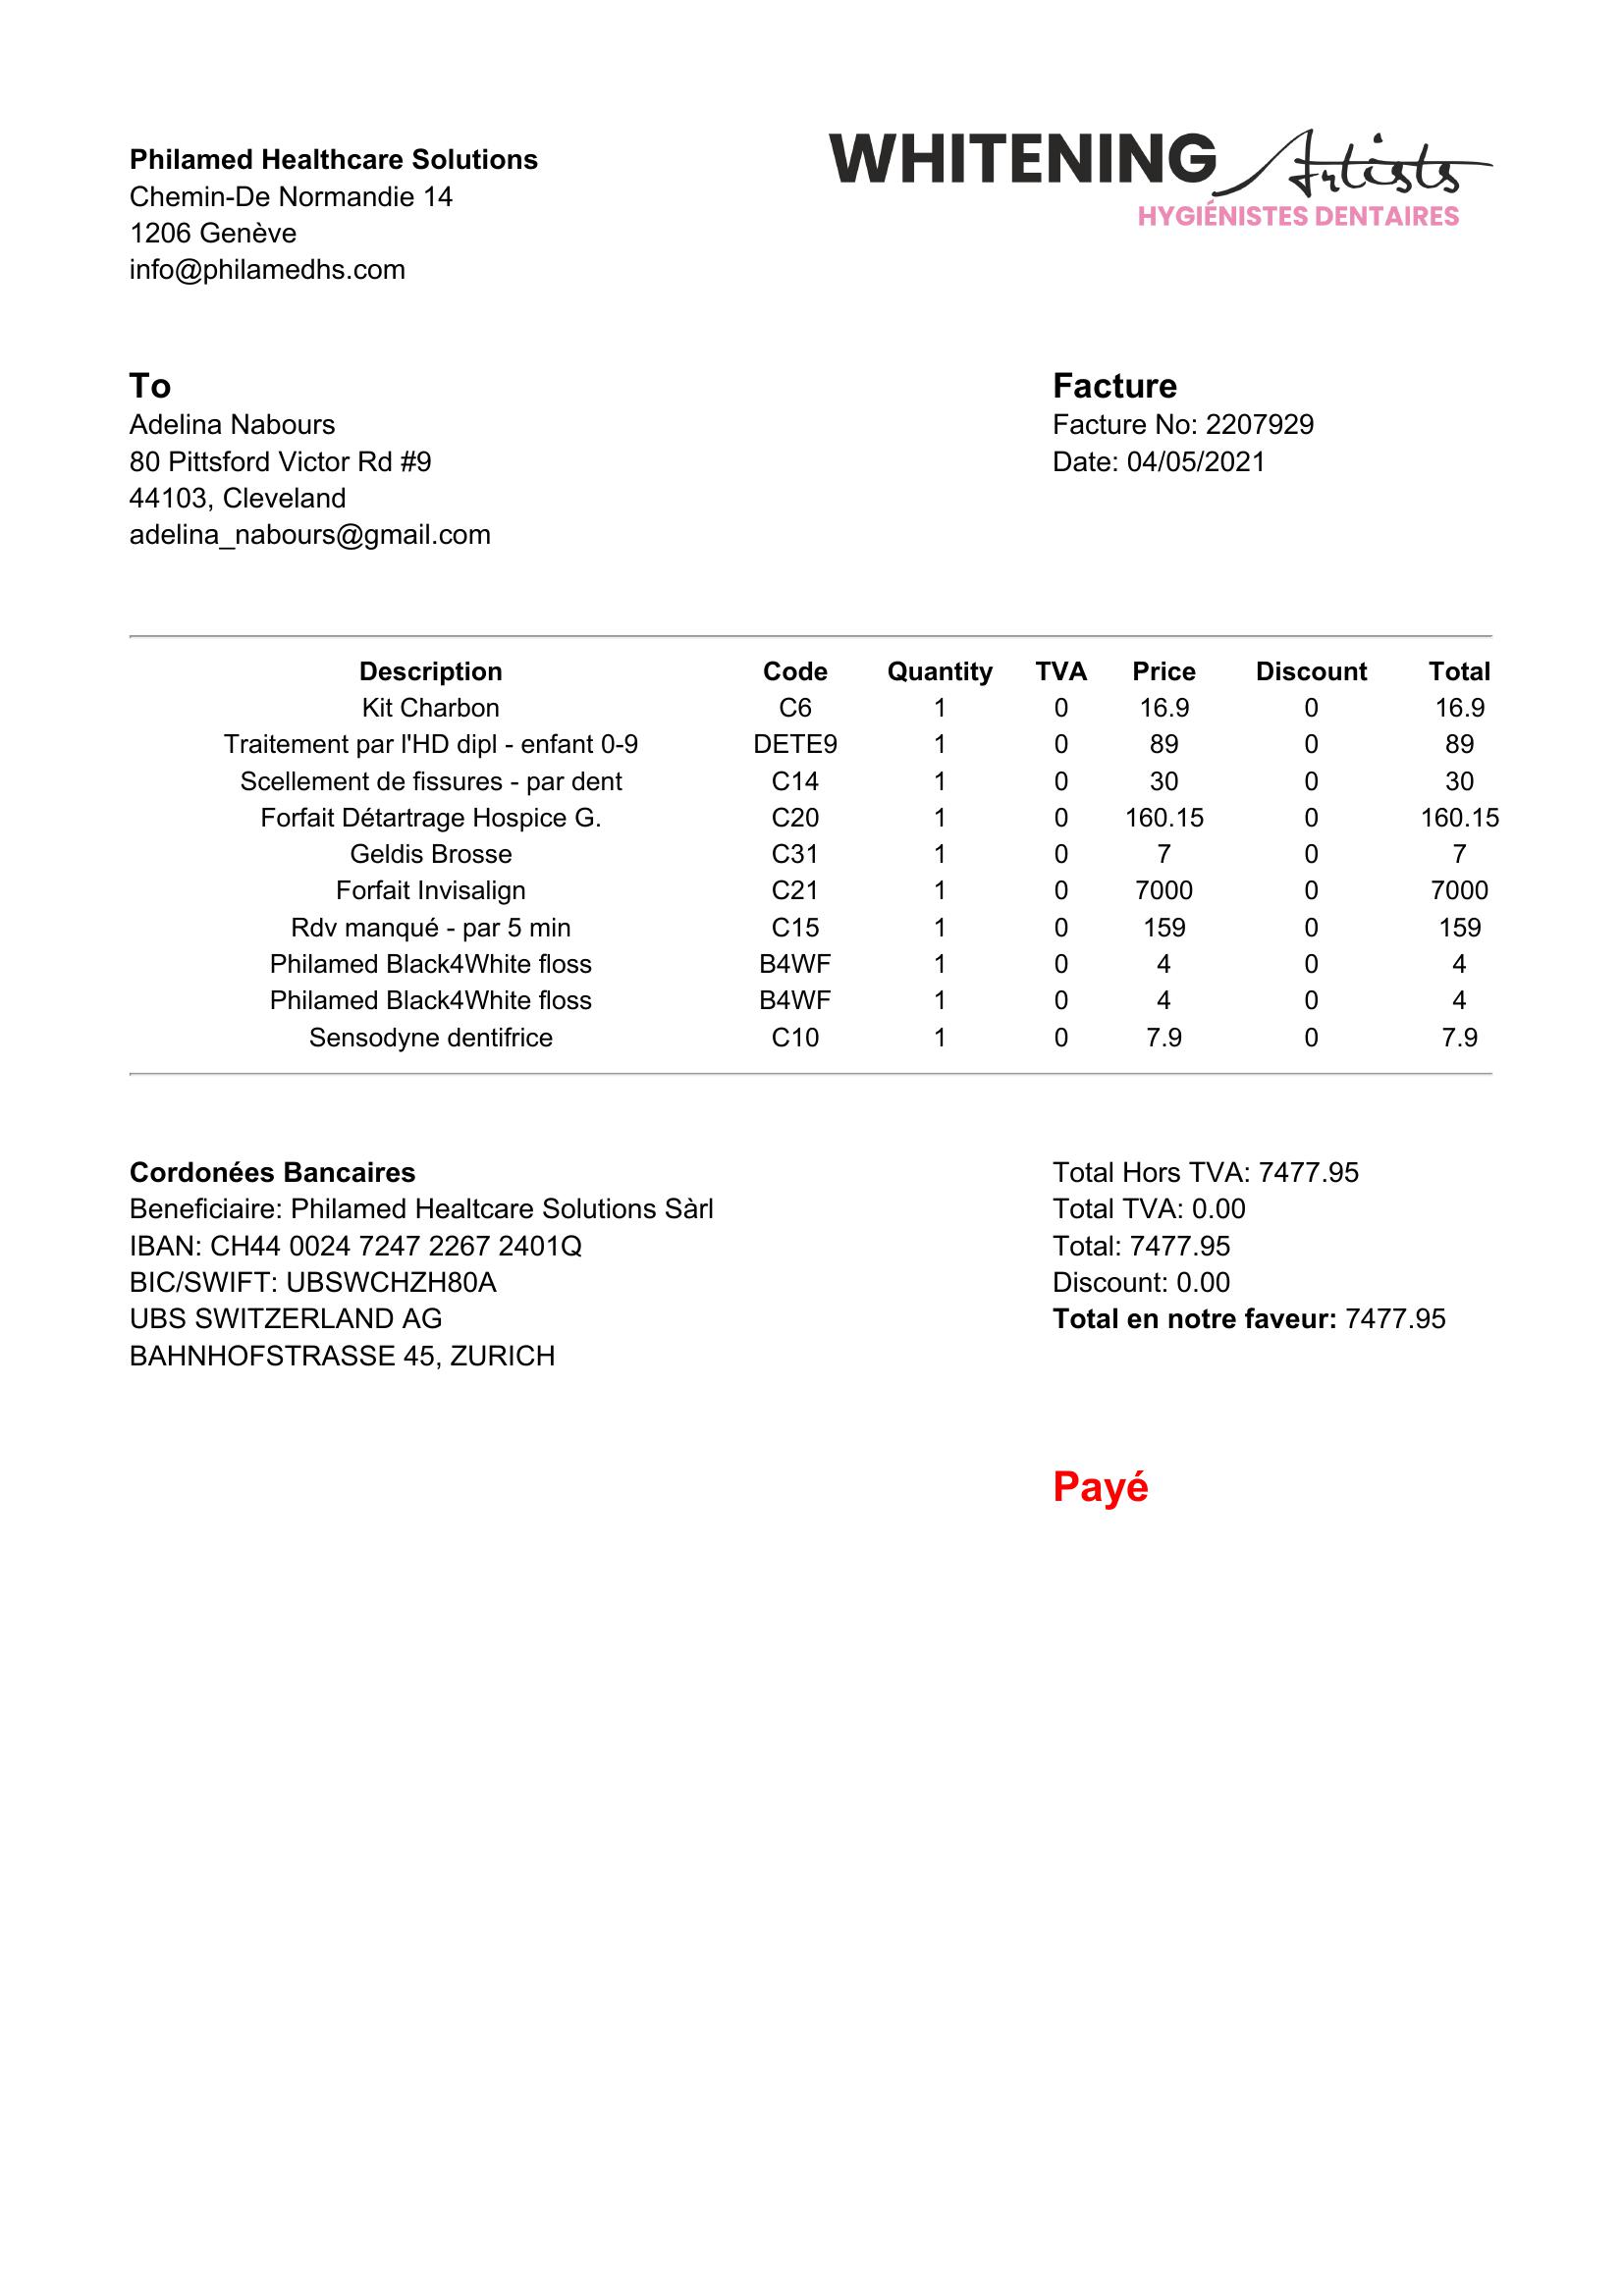 Philamed Healthcare Solutions
Chemin-De Normandie 14
1206 Genève
info@philamedhs.com
WHITENING Artists
HYGIÉNISTES DENTAIRES
To
Adelina Nabours
80 Pittsford Victor Rd #9
44103, Cleveland
adelina_nabours@gmail.com
Facture
Facture No: 2207929
Date: 04/05/2021
Description Code Quantity TVA Price Discount Total
Kit Charbon C6 1 0 16.9 0 16.9
Traitement par l'HD dipl - enfant 0-9 DETE9 1 0 89 0 89
Scellement de fissures - par dent C14 1 0 30 0 30
Forfait Détartrage Hospice G. C20 1 0 160.15 0 160.15
Geldis Brosse C31 1 0 7 0 7
Forfait Invisalign C21 1 0 7000 0 7000
Rdv manqué - par 5 min C15 1 0 159 0 159
Philamed Black4White floss B4WF 1 0 4 0 4
Philamed Black4White floss B4WF 1 0 4 0 4
Sensodyne dentifrice C10 1 0 7.9 0 7.9
Cordonées Bancaires
Beneficiaire: Philamed Healtcare Solutions Sàrl
IBAN: CH44 0024 7247 2267 2401Q
BIC/SWIFT: UBSWCHZH80A
UBS SWITZERLAND AG
BAHNHOFSTRASSE 45, ZURICH
Total Hors TVA: 7477.95
Total TVA: 0.00
Total: 7477.95
Discount: 0.00
Total en notre faveur: 7477.95
Payé